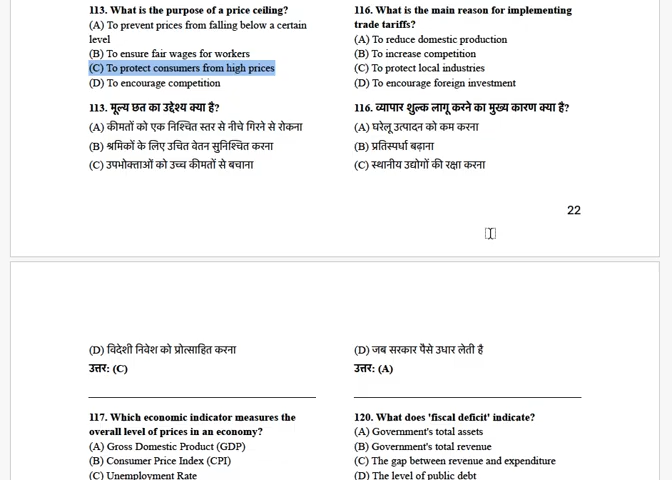 113. What is the purpose of a price ceiling?
(A) To prevent prices from falling below a certain
level
(B) To ensure fair wages for workers
(C) To protect consumers from high prices
(D) To encourage competition
113. मूल्य छत का उद्देश्य क्या है?
(A) कीमतों को एक निश्चित स्तर से नीचे गिरने से रोकना
(B) श्रमिकों के लिए उचित वेतन सुनिश्चित करना
(C) उपभोक्ताओं को उच्च कीमतों से बचाना
116. What is the main reason for implementing
trade tariffs?
(A) To reduce domestic production
(B) To increase competition
(C) To protect local industries
(D) To encourage foreign investment
116. व्यापार शुल्क लागू करने का मुख्य कारण क्या है?
(A) घरेलू उत्पादन को कम करना
(B) प्रतिस्पर्धा बढ़ाना
(C) स्थानीय उद्योगों की रक्षा करना
22
(D) विदेशी निवेश को प्रोत्साहित करना
उत्तर: (C)
117. Which economic indicator measures the
overall level of prices in an economy?
(A) Gross Domestic Product (GDP)
(B) Consumer Price Index (CPI)
(C) Unemployment Rate
(D) जब सरकार पैसे उधार लेती है
उत्तर: (A)
120. What does 'fiscal deficit' indicate?
(A) Government's total assets
(B) Government's total revenue
(C) The gap between revenue and expenditure
(D) The level of public debt